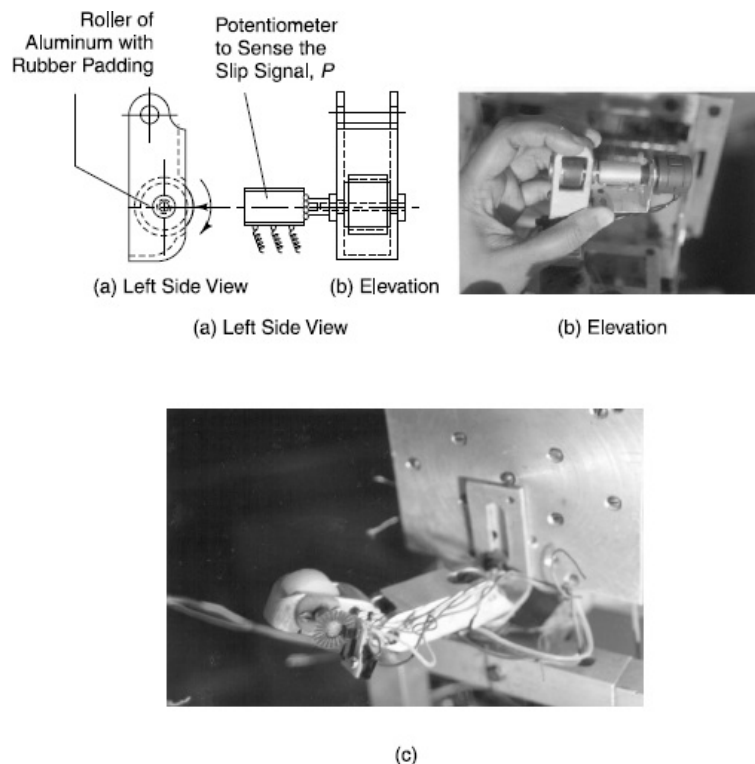 Roller of
Aluminum with
Rubber Padding
Potentiometer
to Sense the
Slip Signal, P
(a) Left Side View
(b) Elevation
(a) Left Side View
(b) Elevation
(c)